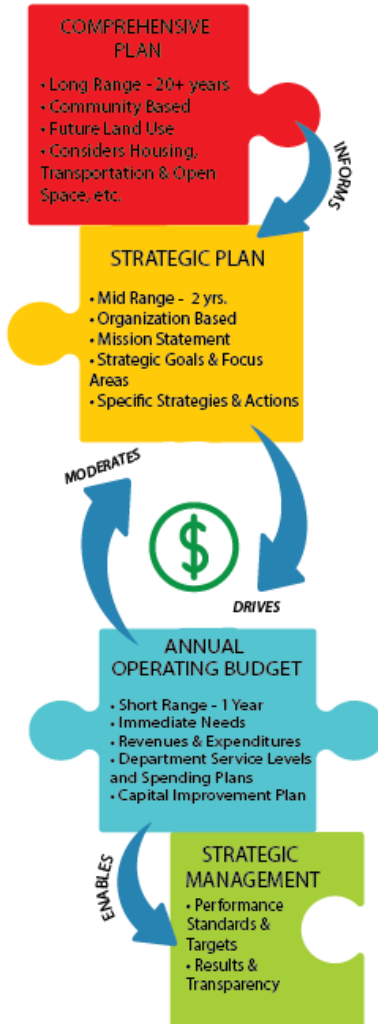 COMPREHENSIVE
PLAN
• Long Range - 20+ years
• Community Based
• Future Land Use
• Considers Housing,
Transportation & Open
Space, etc.
INFORMS
STRATEGIC PLAN
• Mid Range - 2 yrs.
• Organization Based
• Mission Statement
• Strategic Goals & Focus
Areas
• Specific Strategies & Actions
MODERATES
$
DRIVES
ANNUAL
OPERATING BUDGET
• Short Range - 1 Year
• Immediate Needs
• Revenues & Expenditures
• Department Service Levels
and Spending Plans
• Capital Improvement Plan
ENABLES
STRATEGIC
MANAGEMENT
• Performance
Standards &
Targets
• Results &
Transparency